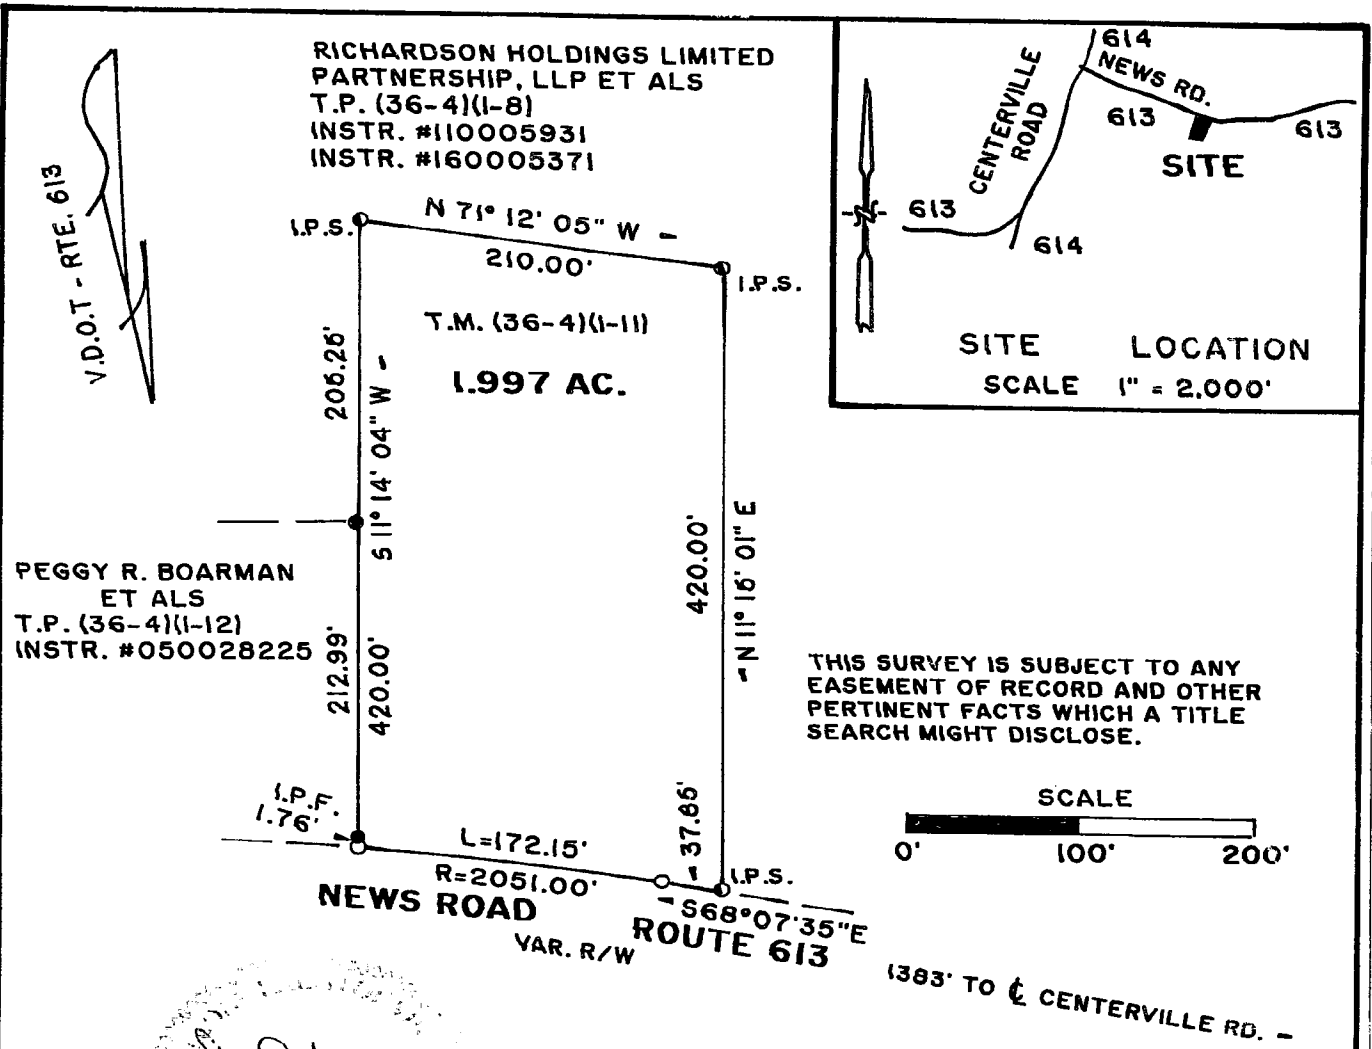 RICHARDSON HOLDINGS LIMITED
PARTNERSHIP, LLP ET ALS
T.P. (36-4)(1-8)
INSTR. #110005931
INSTR. #160005371
V.D.O.T - RTE. 613
614
NEWS RD.
CENTERVILLE
ROAD
613
613
SITE
613
614
SITE LOCATION
SCALE 1" = 2,000'
I.P.S.
N 71° 12' 05" W
210.00'
I.P.S.
T.M. (36-4)(1-11)
1.997 AC.
205.25'
S 11° 14' 04" W
420.00'
N 11° 15' 01" E
PEGGY R. BOARMAN
ET ALS
T.P. (36-4)(1-12)
INSTR. #050028225
212.99'
420.00'
THIS SURVEY IS SUBJECT TO ANY
EASEMENT OF RECORD AND OTHER
PERTINENT FACTS WHICH A TITLE
SEARCH MIGHT DISCLOSE.
I.P.F.
1.76'
L=172.15'
R=2051.00'
37.85'
I.P.S.
S68°07'35"E
NEWS ROAD
ROUTE 613
VAR. R/W
SCALE
0' 100' 200'
1383' TO ℄ CENTERVILLE RD.